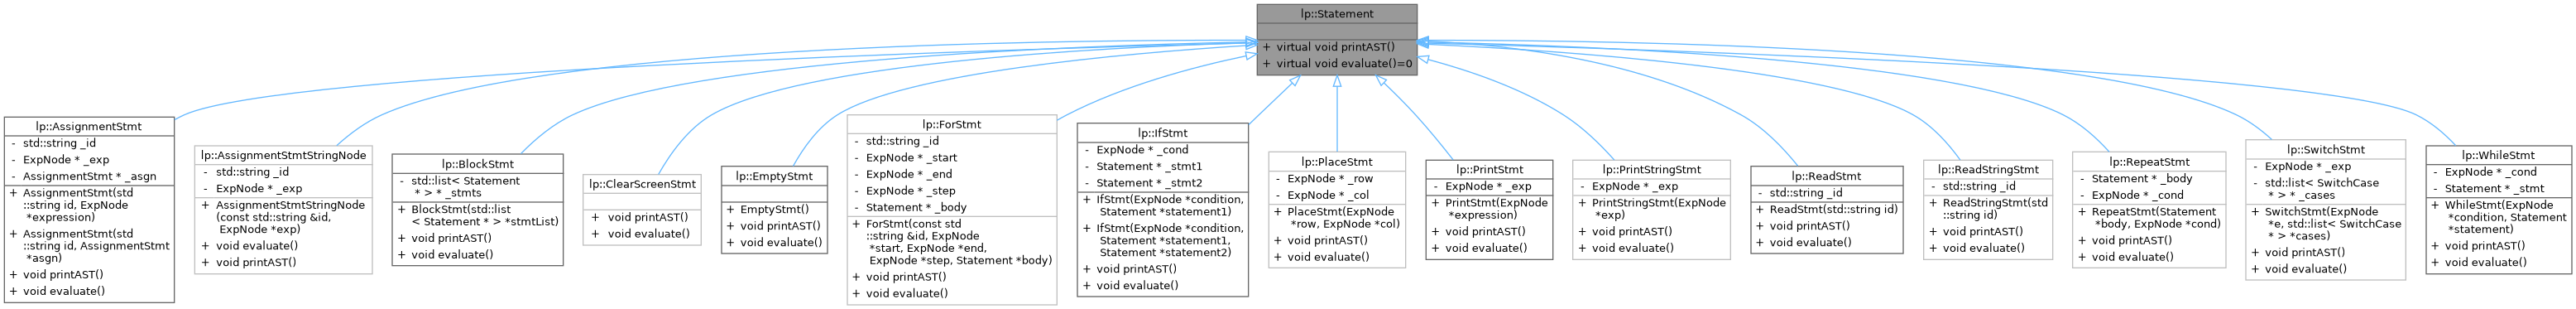 lp::Statement
+ virtual void printAST()
+ virtual void evaluate()=0
lp::AssignmentStmt
- std::string _id
- ExpNode * _exp
- AssignmentStmt * _asgn
+ AssignmentStmt(std
::string id, ExpNode
*expression)
+ AssignmentStmt(std
::string id, AssignmentStmt
*asgn)
+ void printAST()
+ void evaluate()
lp::AssignmentStmtStringNode
- std::string _id
- ExpNode * _exp
+ AssignmentStmtStringNode
(const std::string &id,
ExpNode *exp)
+ void evaluate()
+ void printAST()
lp::BlockStmt
- std::list< Statement
* > * _stmts
+ BlockStmt(std::list
< Statement * > *stmtList)
+ void printAST()
+ void evaluate()
lp::ClearScreenStmt
+ void printAST()
+ void evaluate()
lp::EmptyStmt
+ EmptyStmt()
+ void printAST()
+ void evaluate()
lp::ForStmt
- std::string _id
- ExpNode * _start
- ExpNode * _end
- ExpNode * _step
- Statement * _body
+ ForStmt(const std
::string &id, ExpNode
*start, ExpNode *end,
ExpNode *step, Statement *body)
+ void printAST()
+ void evaluate()
lp::IfStmt
- ExpNode * _cond
- Statement * _stmt1
- Statement * _stmt2
+ IfStmt(ExpNode *condition,
Statement *statement1)
+ IfStmt(ExpNode *condition,
Statement *statement1,
Statement *statement2)
+ void printAST()
+ void evaluate()
lp::PlaceStmt
- ExpNode * _row
- ExpNode * _col
+ PlaceStmt(ExpNode
*row, ExpNode *col)
+ void printAST()
+ void evaluate()
lp::PrintStmt
- ExpNode * _exp
+ PrintStmt(ExpNode
*expression)
+ void printAST()
+ void evaluate()
lp::PrintStringStmt
- ExpNode * _exp
+ PrintStringStmt(ExpNode
*exp)
+ void printAST()
+ void evaluate()
lp::ReadStmt
- std::string _id
+ ReadStmt(std::string id)
+ void printAST()
+ void evaluate()
lp::ReadStringStmt
- std::string _id
+ ReadStringStmt(std
::string id)
+ void printAST()
+ void evaluate()
lp::RepeatStmt
- Statement * _body
- ExpNode * _cond
+ RepeatStmt(Statement
*body, ExpNode *cond)
+ void printAST()
+ void evaluate()
lp::SwitchStmt
- ExpNode * _exp
- std::list< SwitchCase
* > * _cases
+ SwitchStmt(ExpNode
*e, std::list< SwitchCase
* > *cases)
+ void printAST()
+ void evaluate()
lp::WhileStmt
- ExpNode * _cond
- Statement * _stmt
+ WhileStmt(ExpNode
*condition, Statement
*statement)
+ void printAST()
+ void evaluate()